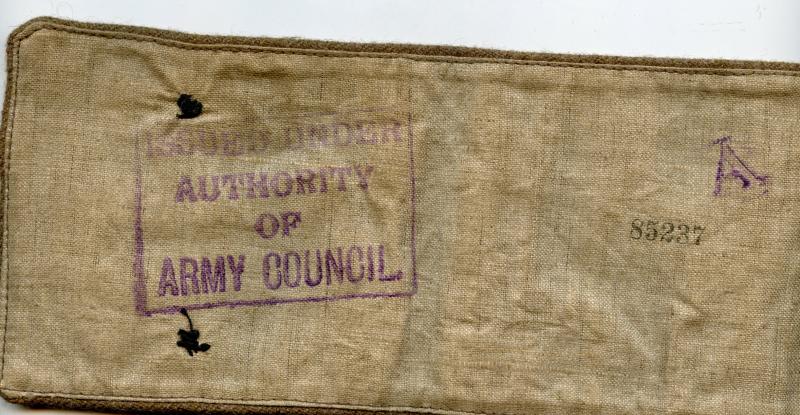 ISSUED UNDER
AUTHORITY
OF
ARMY COUNCIL.
A
85237